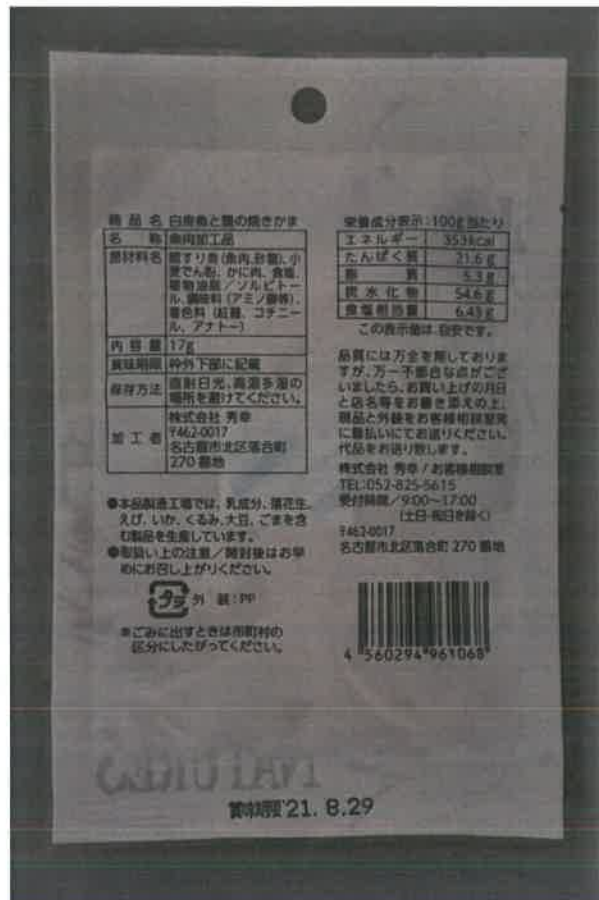 商品名 白身魚と蟹の焼きかま
名称 魚肉加工品
原材料名 魚すり身(魚肉、砂糖)、小
麦でん粉、かに肉、食塩、
植物油脂/ソルビトー
ル、調味料(アミノ酸等)、
着色料(紅麹、コチニー
ル、アナトー)
内容量 17g
賞味期限 枠外下部に記載
保存方法 直射日光、高温多湿の
場所を避けてください。
加工者 株式会社 秀幸
〒462-0017
名古屋市北区落合町
270番地
●本品製造工場では、乳成分、落花生、
えび、いか、くるみ、大豆、ごまを含
む製品を生産しています。
●取扱い上の注意/開封後はお早
めにお召し上がりください。
プラ 外装:PP
※ごみに出すときは市町村の
区分にしたがってください。
栄養成分表示:100g当たり
エネルギー 353kcal
たんぱく質 21.6g
脂質 5.3g
炭水化物 54.6g
食塩相当量 6.43g
この表示値は目安です。
品質には万全を期しておりま
すが、万一不都合な点がござ
いましたら、お買い上げの月日
と店名等をお書き添えの上、
現品と外装をお客様相談室宛
に着払いにてお送りください。
代品をお送り致します。
株式会社 秀幸/お客様相談室
TEL:052-825-5615
受付時間/9:00~17:00
(土日・祝日を除く)
〒462-0017
名古屋市北区落合町270番地
4 560294 961068
賞味期限'21. 8.29